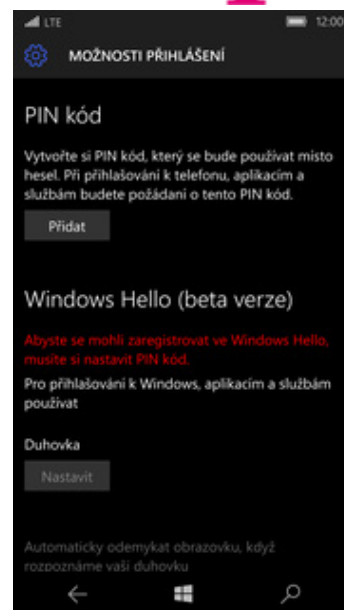 LTE 12:00
MOŽNOSTI PŘIHLÁŠENÍ
PIN kód
Vytvořte si PIN kód, který se bude používat místo
hesel. Při přihlašování k telefonu, aplikacím a
službám budete požádaní o tento PIN kód.
Přidat
Windows Hello (beta verze)
Abyste se mohli zaregistrovat ve Windows Hello,
musíte si nastavit PIN kód.
Pro přihlašování k Windows, aplikacím a službám
používat
Duhovka
Nastavit
Automaticky odemykat obrazovku, když
rozpoznáme vaši duhovku